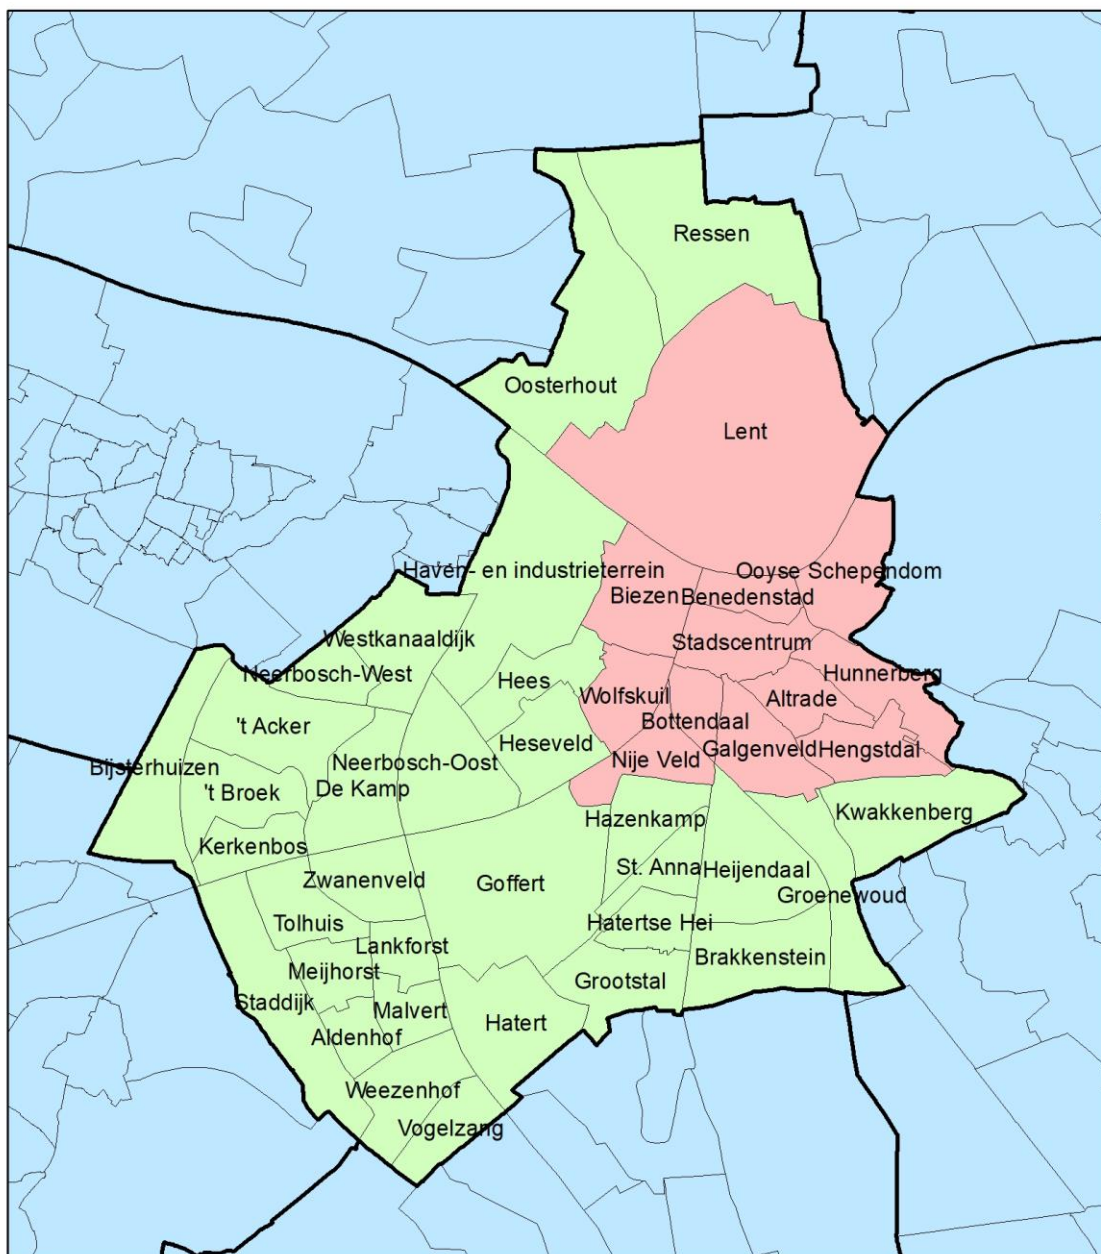 Ressen
Oosterhout
Lent
Haven- en industrieterrein
Ooyse Schependom
Biezen
Benedenstad
Westkanaaldijk
Stadscentrum
Neerbosch-West
Hees
Wolfskuil
Hunnerberg
Altrade
't Acker
Bottendaal
Heseveld
Galgenveld
Hengstdal
Nije Veld
Neerbosch-Oost
Bijsterhuizen
't Broek
De Kamp
Hazenkamp
Kwakkenberg
Kerkenbos
Zwanenveld
Goffert
St. Anna
Heijendaal
Groenewoud
Tolhuis
Hatertse Hei
Lankforst
Brakkenstein
Meijhorst
Grootstal
Staddijk
Malvert
Hatert
Aldenhof
Weezenhof
Vogelzang